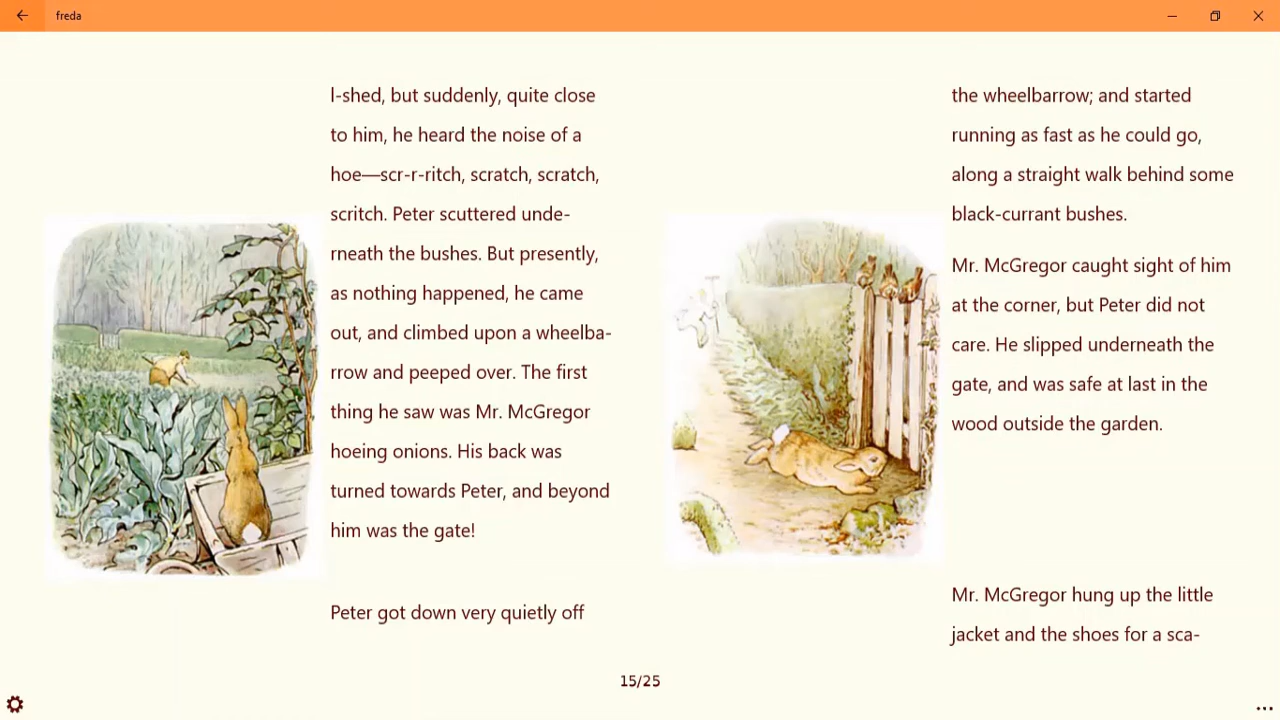 freda
l-shed, but suddenly, quite close
to him, he heard the noise of a
hoe—scr-r-ritch, scratch, scratch,
scritch. Peter scuttered unde-
rneath the bushes. But presently,
as nothing happened, he came
out, and climbed upon a wheelba-
rrow and peeped over. The first
thing he saw was Mr. McGregor
hoeing onions. His back was
turned towards Peter, and beyond
him was the gate!
Peter got down very quietly off
the wheelbarrow; and started
running as fast as he could go,
along a straight walk behind some
black-currant bushes.
Mr. McGregor caught sight of him
at the corner, but Peter did not
care. He slipped underneath the
gate, and was safe at last in the
wood outside the garden.
Mr. McGregor hung up the little
jacket and the shoes for a sca-
15/25